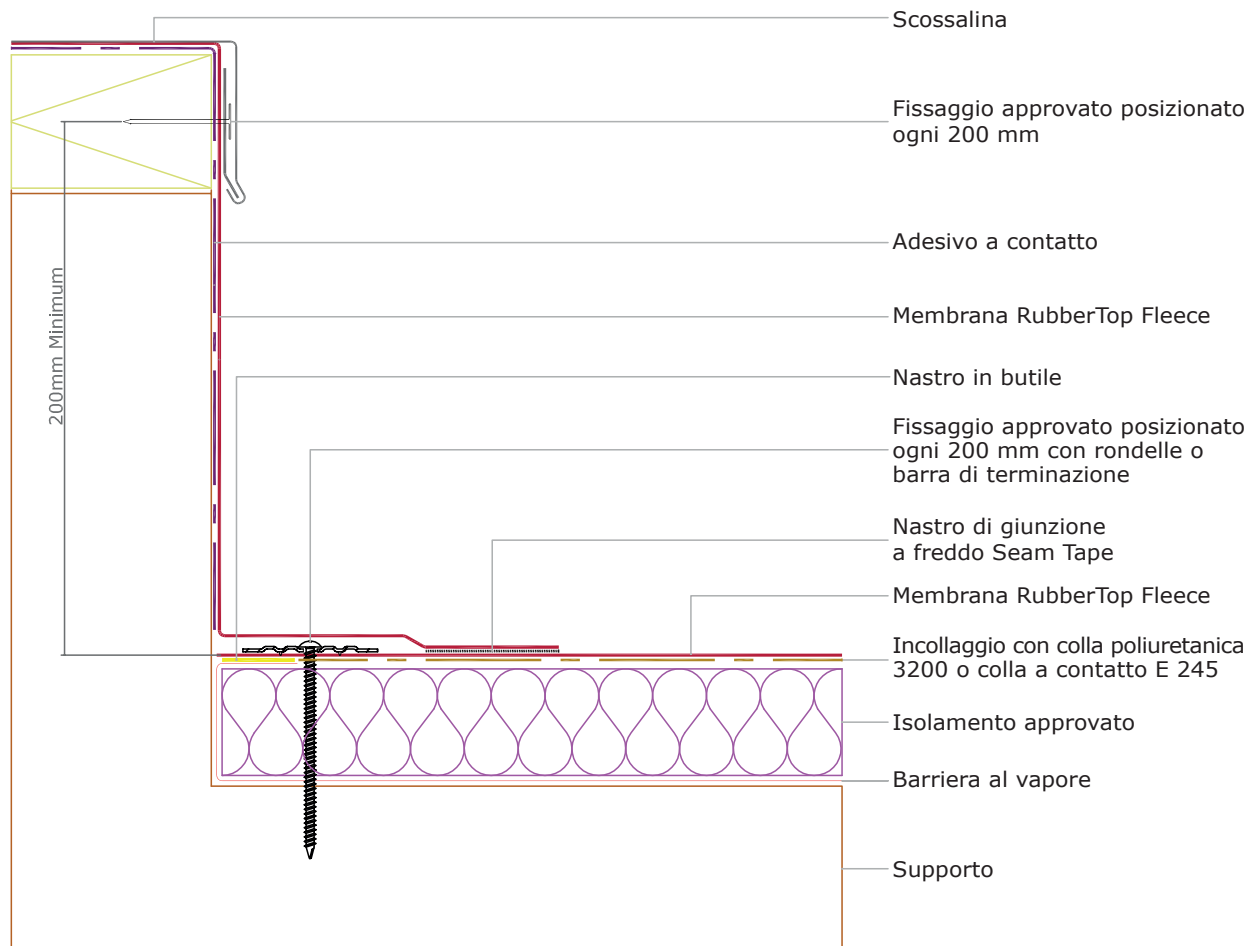 Scossalina
Fissaggio approvato posizionato
ogni 200 mm
Adesivo a contatto
Membrana RubberTop Fleece
200mm Minimum
Nastro in butile
Fissaggio approvato posizionato
ogni 200 mm con rondelle o
barra di terminazione
Nastro di giunzione
a freddo Seam Tape
Membrana RubberTop Fleece
Incollaggio con colla poliuretanica
3200 o colla a contatto E 245
Isolamento approvato
Barriera al vapore
Supporto